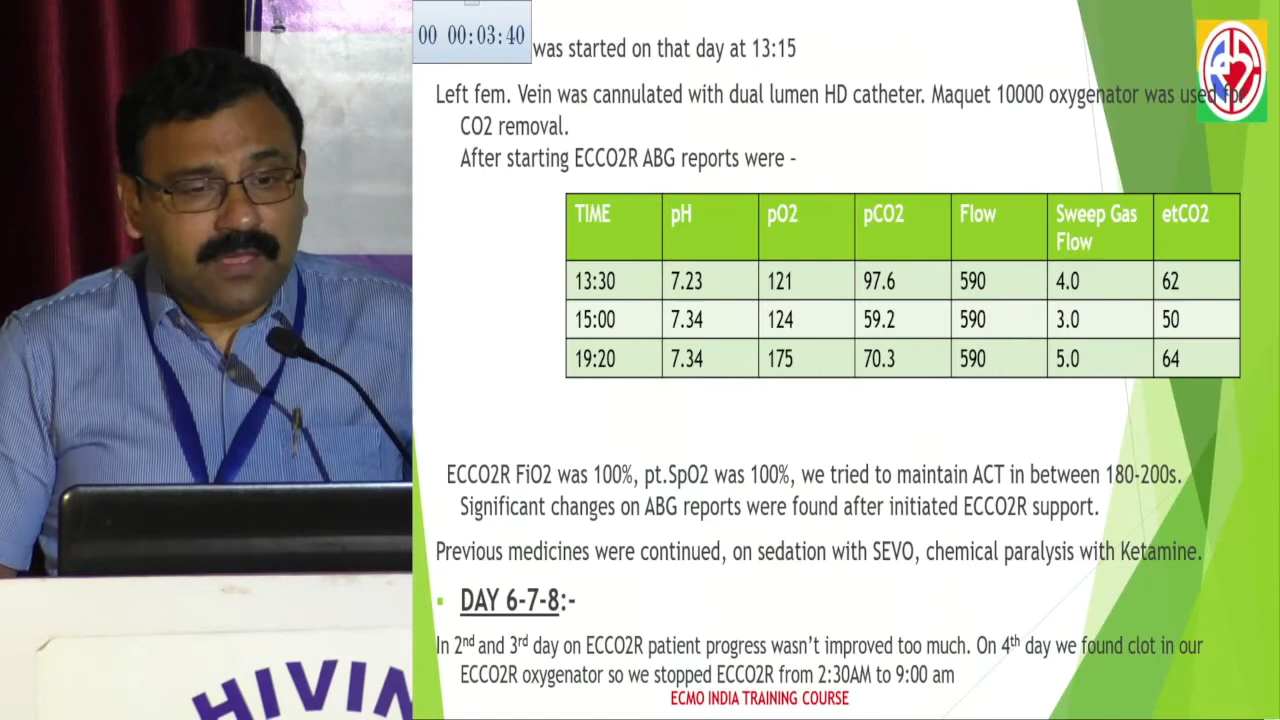 00 00:03:40
was started on that day at 13:15
Left fem. Vein was cannulated with dual lumen HD catheter. Maquet 10000 oxygenator was used for
CO2 removal.
After starting ECCO2R ABG reports were -
TIME pH pO2 pCO2 Flow Sweep Gas Flow etCO2
13:30 7.23 121 97.6 590 4.0 62
15:00 7.34 124 59.2 590 3.0 50
19:20 7.34 175 70.3 590 5.0 64
ECCO2R FiO2 was 100%, pt.SpO2 was 100%, we tried to maintain ACT in between 180-200s.
Significant changes on ABG reports were found after initiated ECCO2R support.
Previous medicines were continued, on sedation with SEVO, chemical paralysis with Ketamine.
▪ DAY 6-7-8:-
In 2nd and 3rd day on ECCO2R patient progress wasn't improved too much. On 4th day we found clot in our
ECCO2R oxygenator so we stopped ECCO2R from 2:30AM to 9:00 am
ECMO INDIA TRAINING COURSE
HIVIN